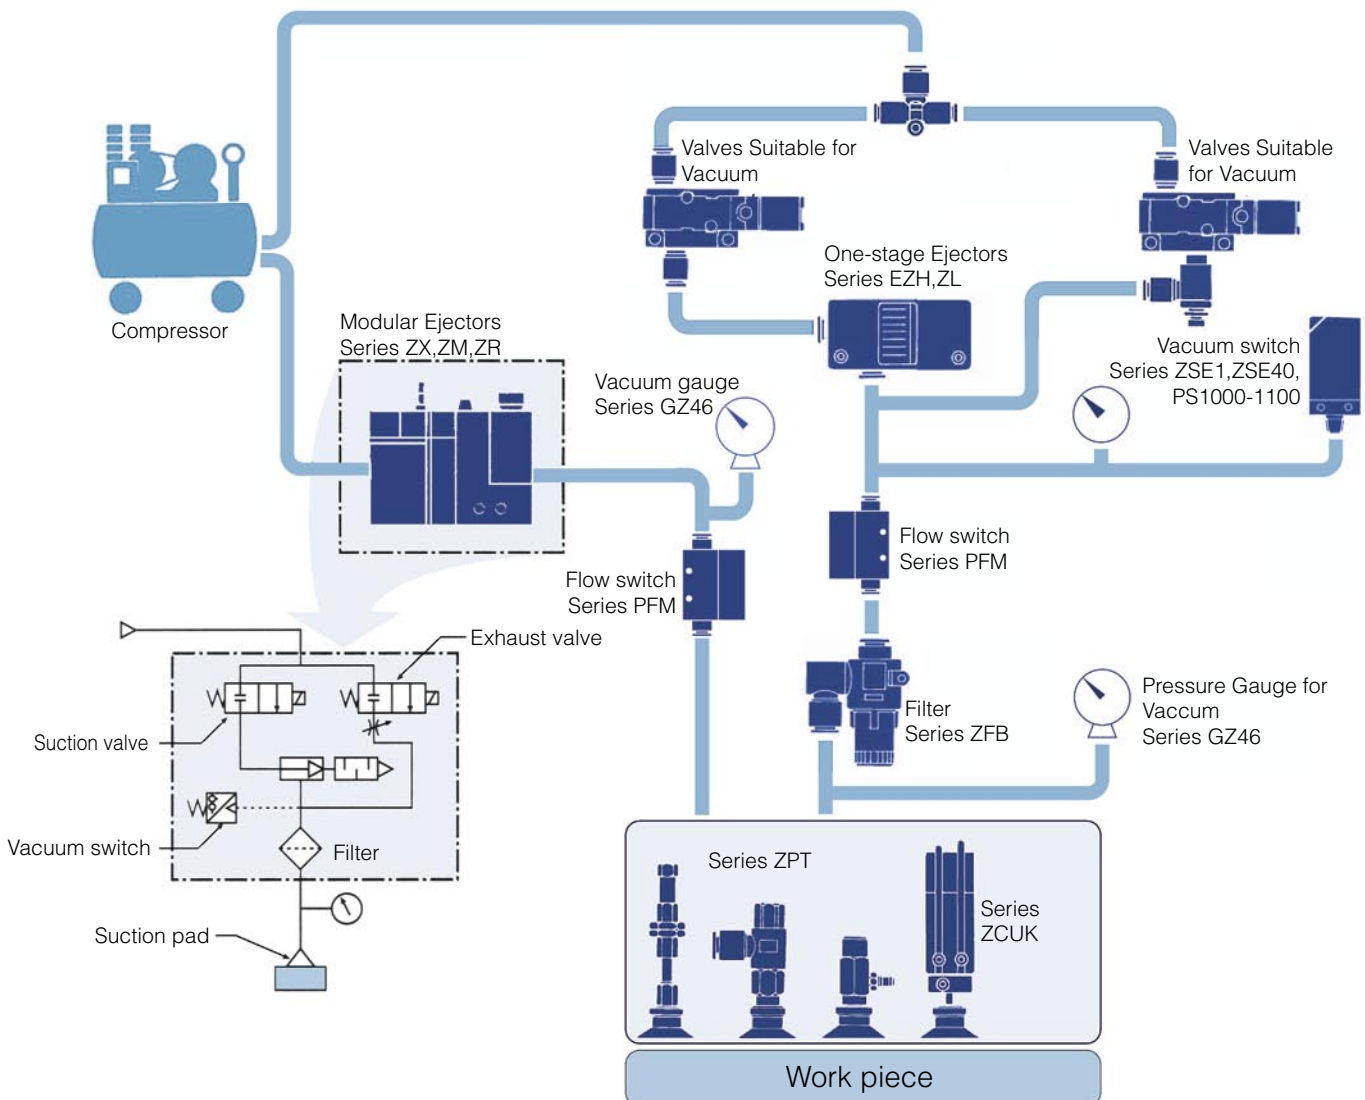 Valves Suitable for
Vacuum
Valves Suitable
for Vacuum
One-stage Ejectors
Series EZH,ZL
Compressor
Modular Ejectors
Series ZX,ZM,ZR
Vacuum switch
Series ZSE1,ZSE40,
PS1000-1100
Vacuum gauge
Series GZ46
Flow switch
Series PFM
Flow switch
Series PFM
Exhaust valve
Suction valve
Pressure Gauge for
Vaccum
Series GZ46
Filter
Series ZFB
Vacuum switch
Filter
Series ZPT
Series
ZCUK
Suction pad
Work piece